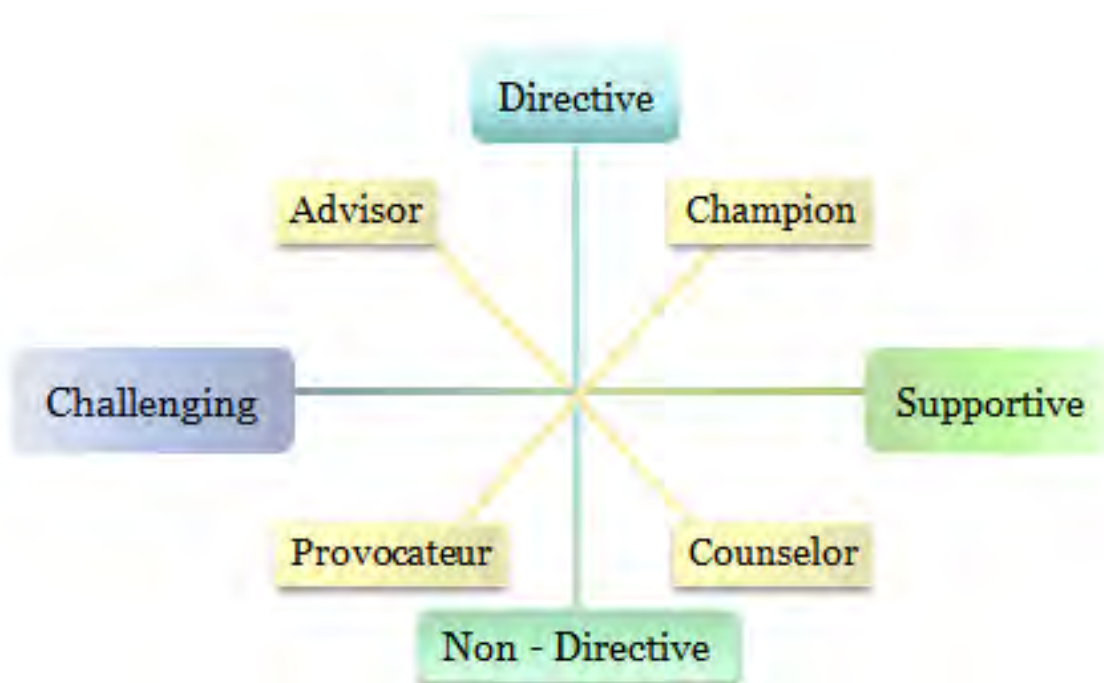 Directive
Advisor
Champion
Challenging
Supportive
Provocateur
Counselor
Non - Directive